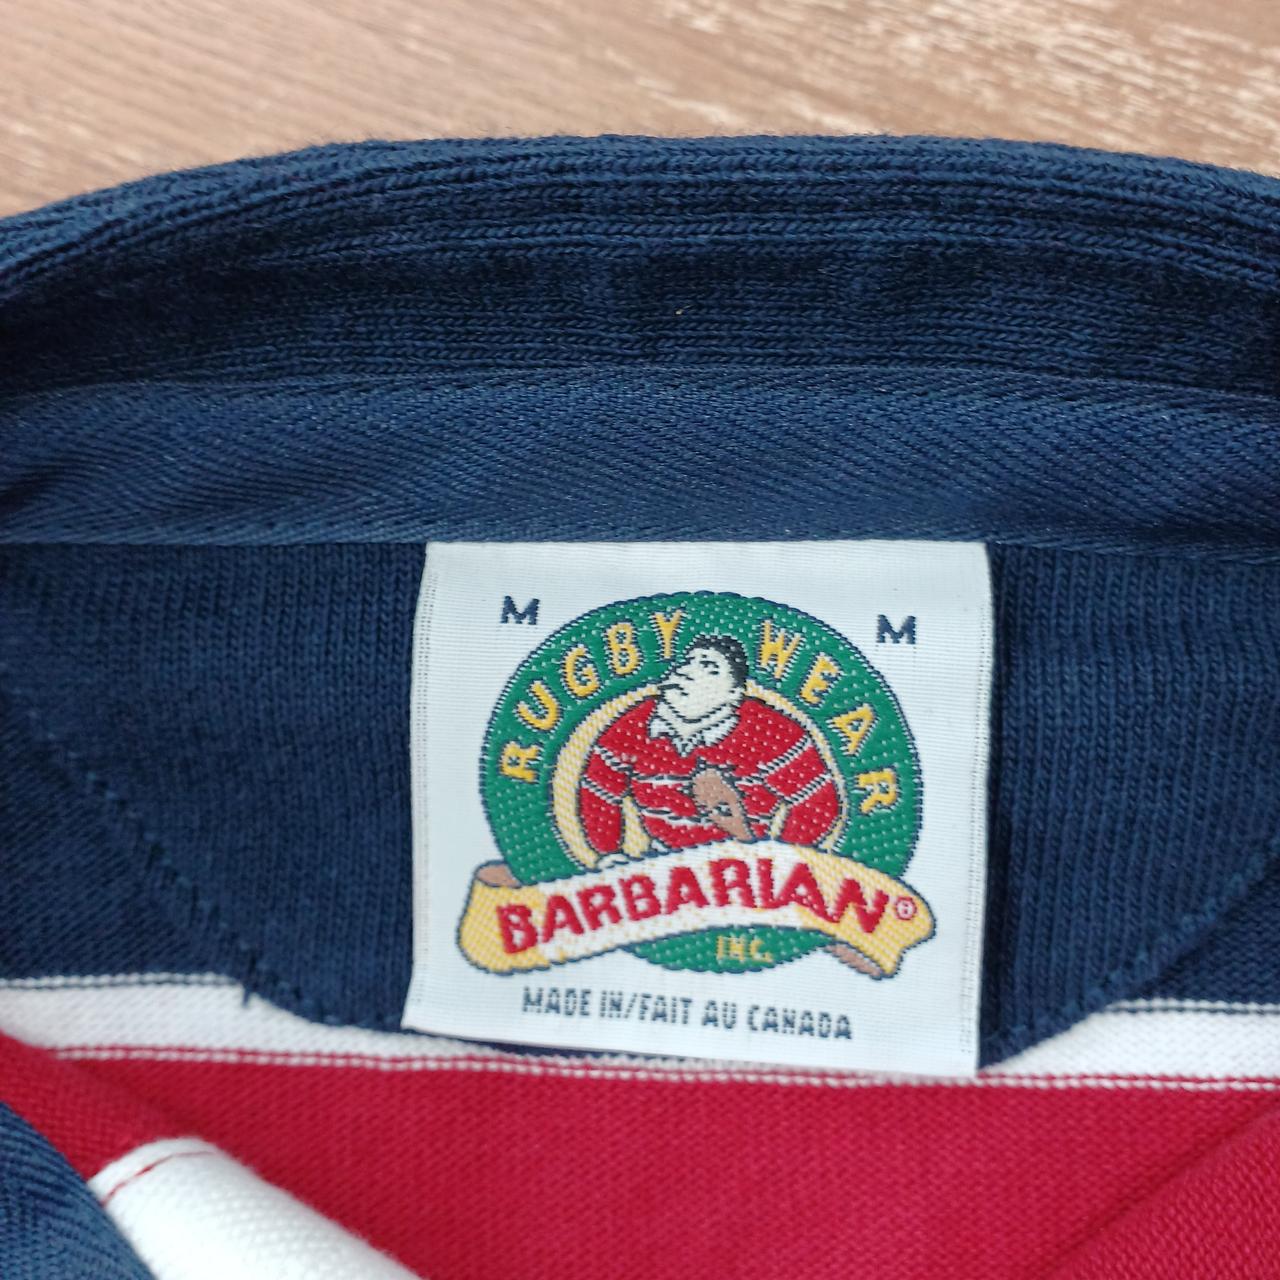 M M
RUGBY WEAR
BARBARIAN®
INC.
MADE IN/FAIT AU CANADA